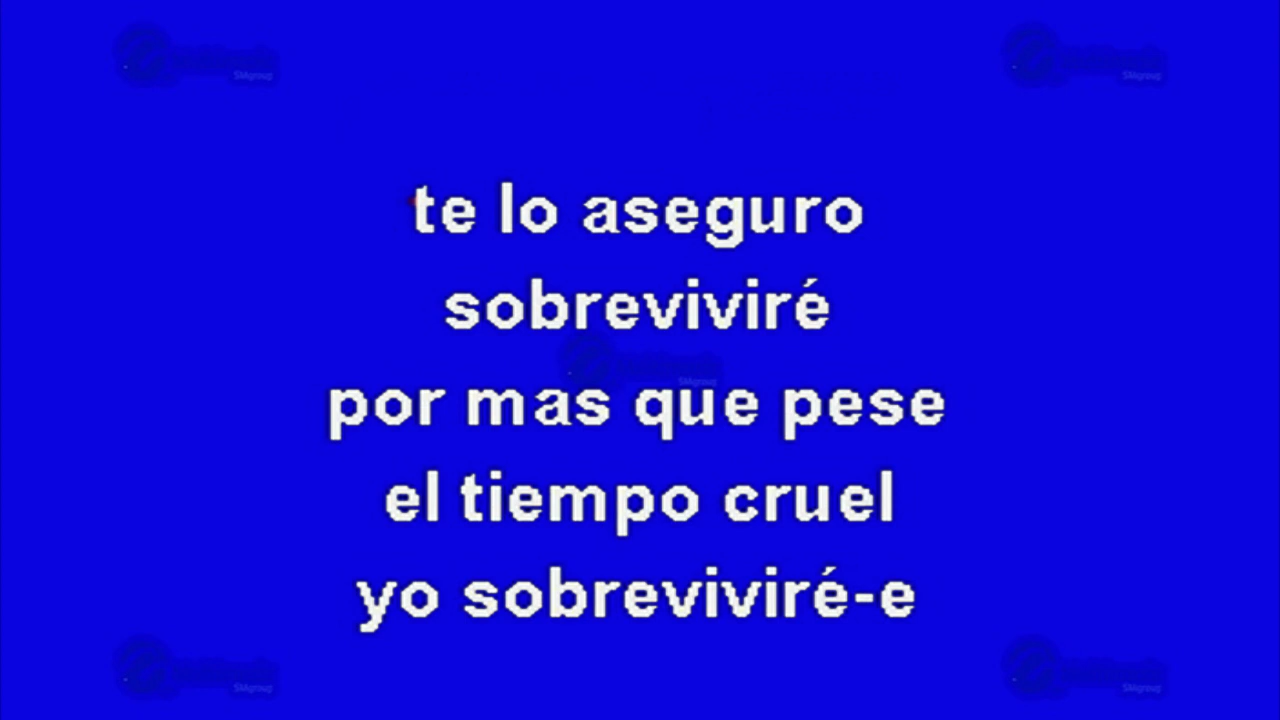 te lo aseguro
sobreviviré
por mas que pese
el tiempo cruel
yo sobreviviré-e